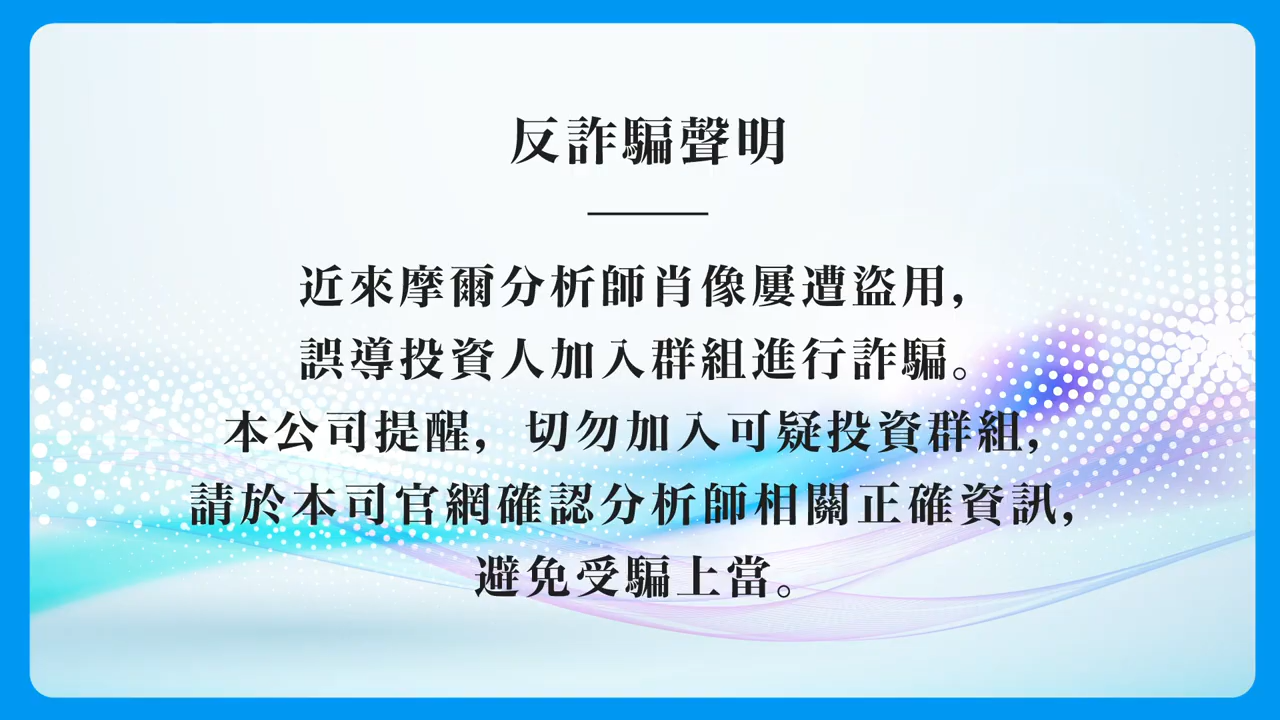 反詐騙聲明
近來摩爾分析師肖像屢遭盜用，
誤導投資人加入群組進行詐騙。
本公司提醒，切勿加入可疑投資群組，
請於本司官網確認分析師相關正確資訊，
避免受騙上當。